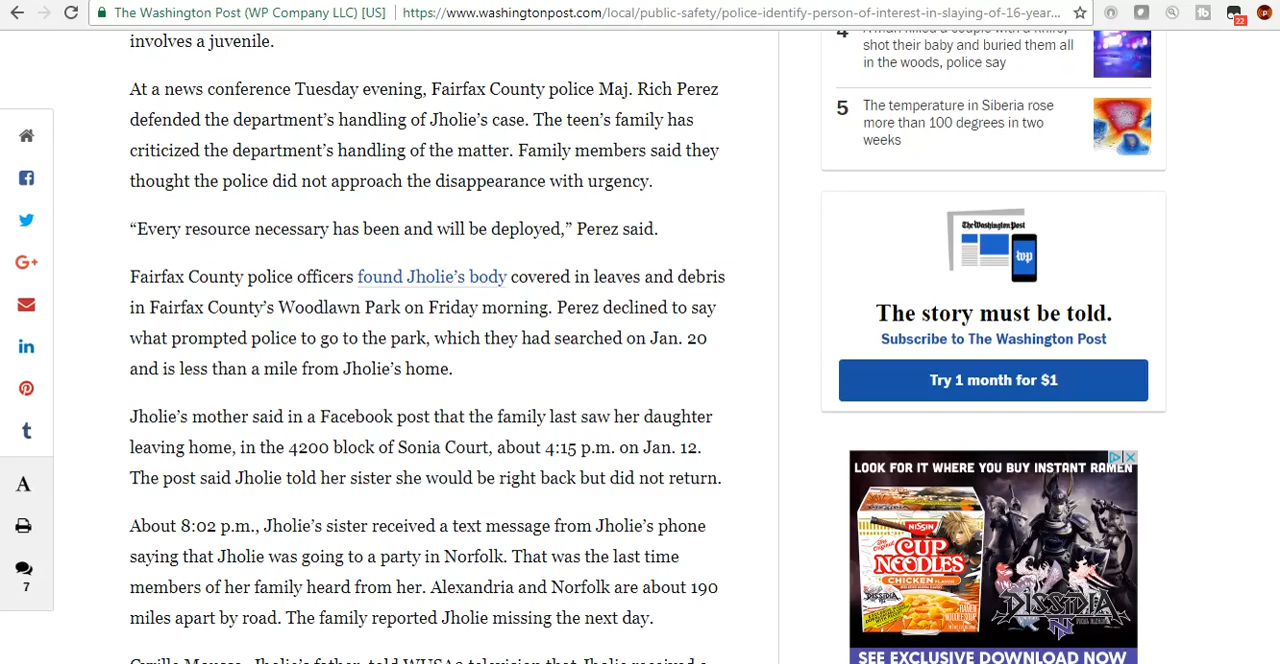 The Washington Post (WP Company LLC) [US]
https://www.washingtonpost.com/local/public-safety/police-identify-person-of-interest-in-slaying-of-16-year...
22
involves a juvenile.
At a news conference Tuesday evening, Fairfax County police Maj. Rich Perez
defended the department’s handling of Jholie’s case. The teen’s family has
criticized the department’s handling of the matter. Family members said they
thought the police did not approach the disappearance with urgency.
“Every resource necessary has been and will be deployed,” Perez said.
Fairfax County police officers found Jholie’s body covered in leaves and debris
in Fairfax County’s Woodlawn Park on Friday morning. Perez declined to say
what prompted police to go to the park, which they had searched on Jan. 20
and is less than a mile from Jholie’s home.
Jholie’s mother said in a Facebook post that the family last saw her daughter
leaving home, in the 4200 block of Sonia Court, about 4:15 p.m. on Jan. 12.
The post said Jholie told her sister she would be right back but did not return.
About 8:02 p.m., Jholie’s sister received a text message from Jholie’s phone
saying that Jholie was going to a party in Norfolk. That was the last time
members of her family heard from her. Alexandria and Norfolk are about 190
miles apart by road. The family reported Jholie missing the next day.
G+
in
t
A
7
4
A man killed a couple with a knife,
shot their baby and buried them all
in the woods, police say
5
The temperature in Siberia rose
more than 100 degrees in two
weeks
The Washington Post
wp
The story must be told.
Subscribe to The Washington Post
Try 1 month for $1
LOOK FOR IT WHERE YOU BUY INSTANT RAMEN
NISSIN
The Original
CUP
NOODLES
CHICKEN FLAVOR
DISSIDIA
NT
SEE EXCLUSIVE DOWNLOAD NOW